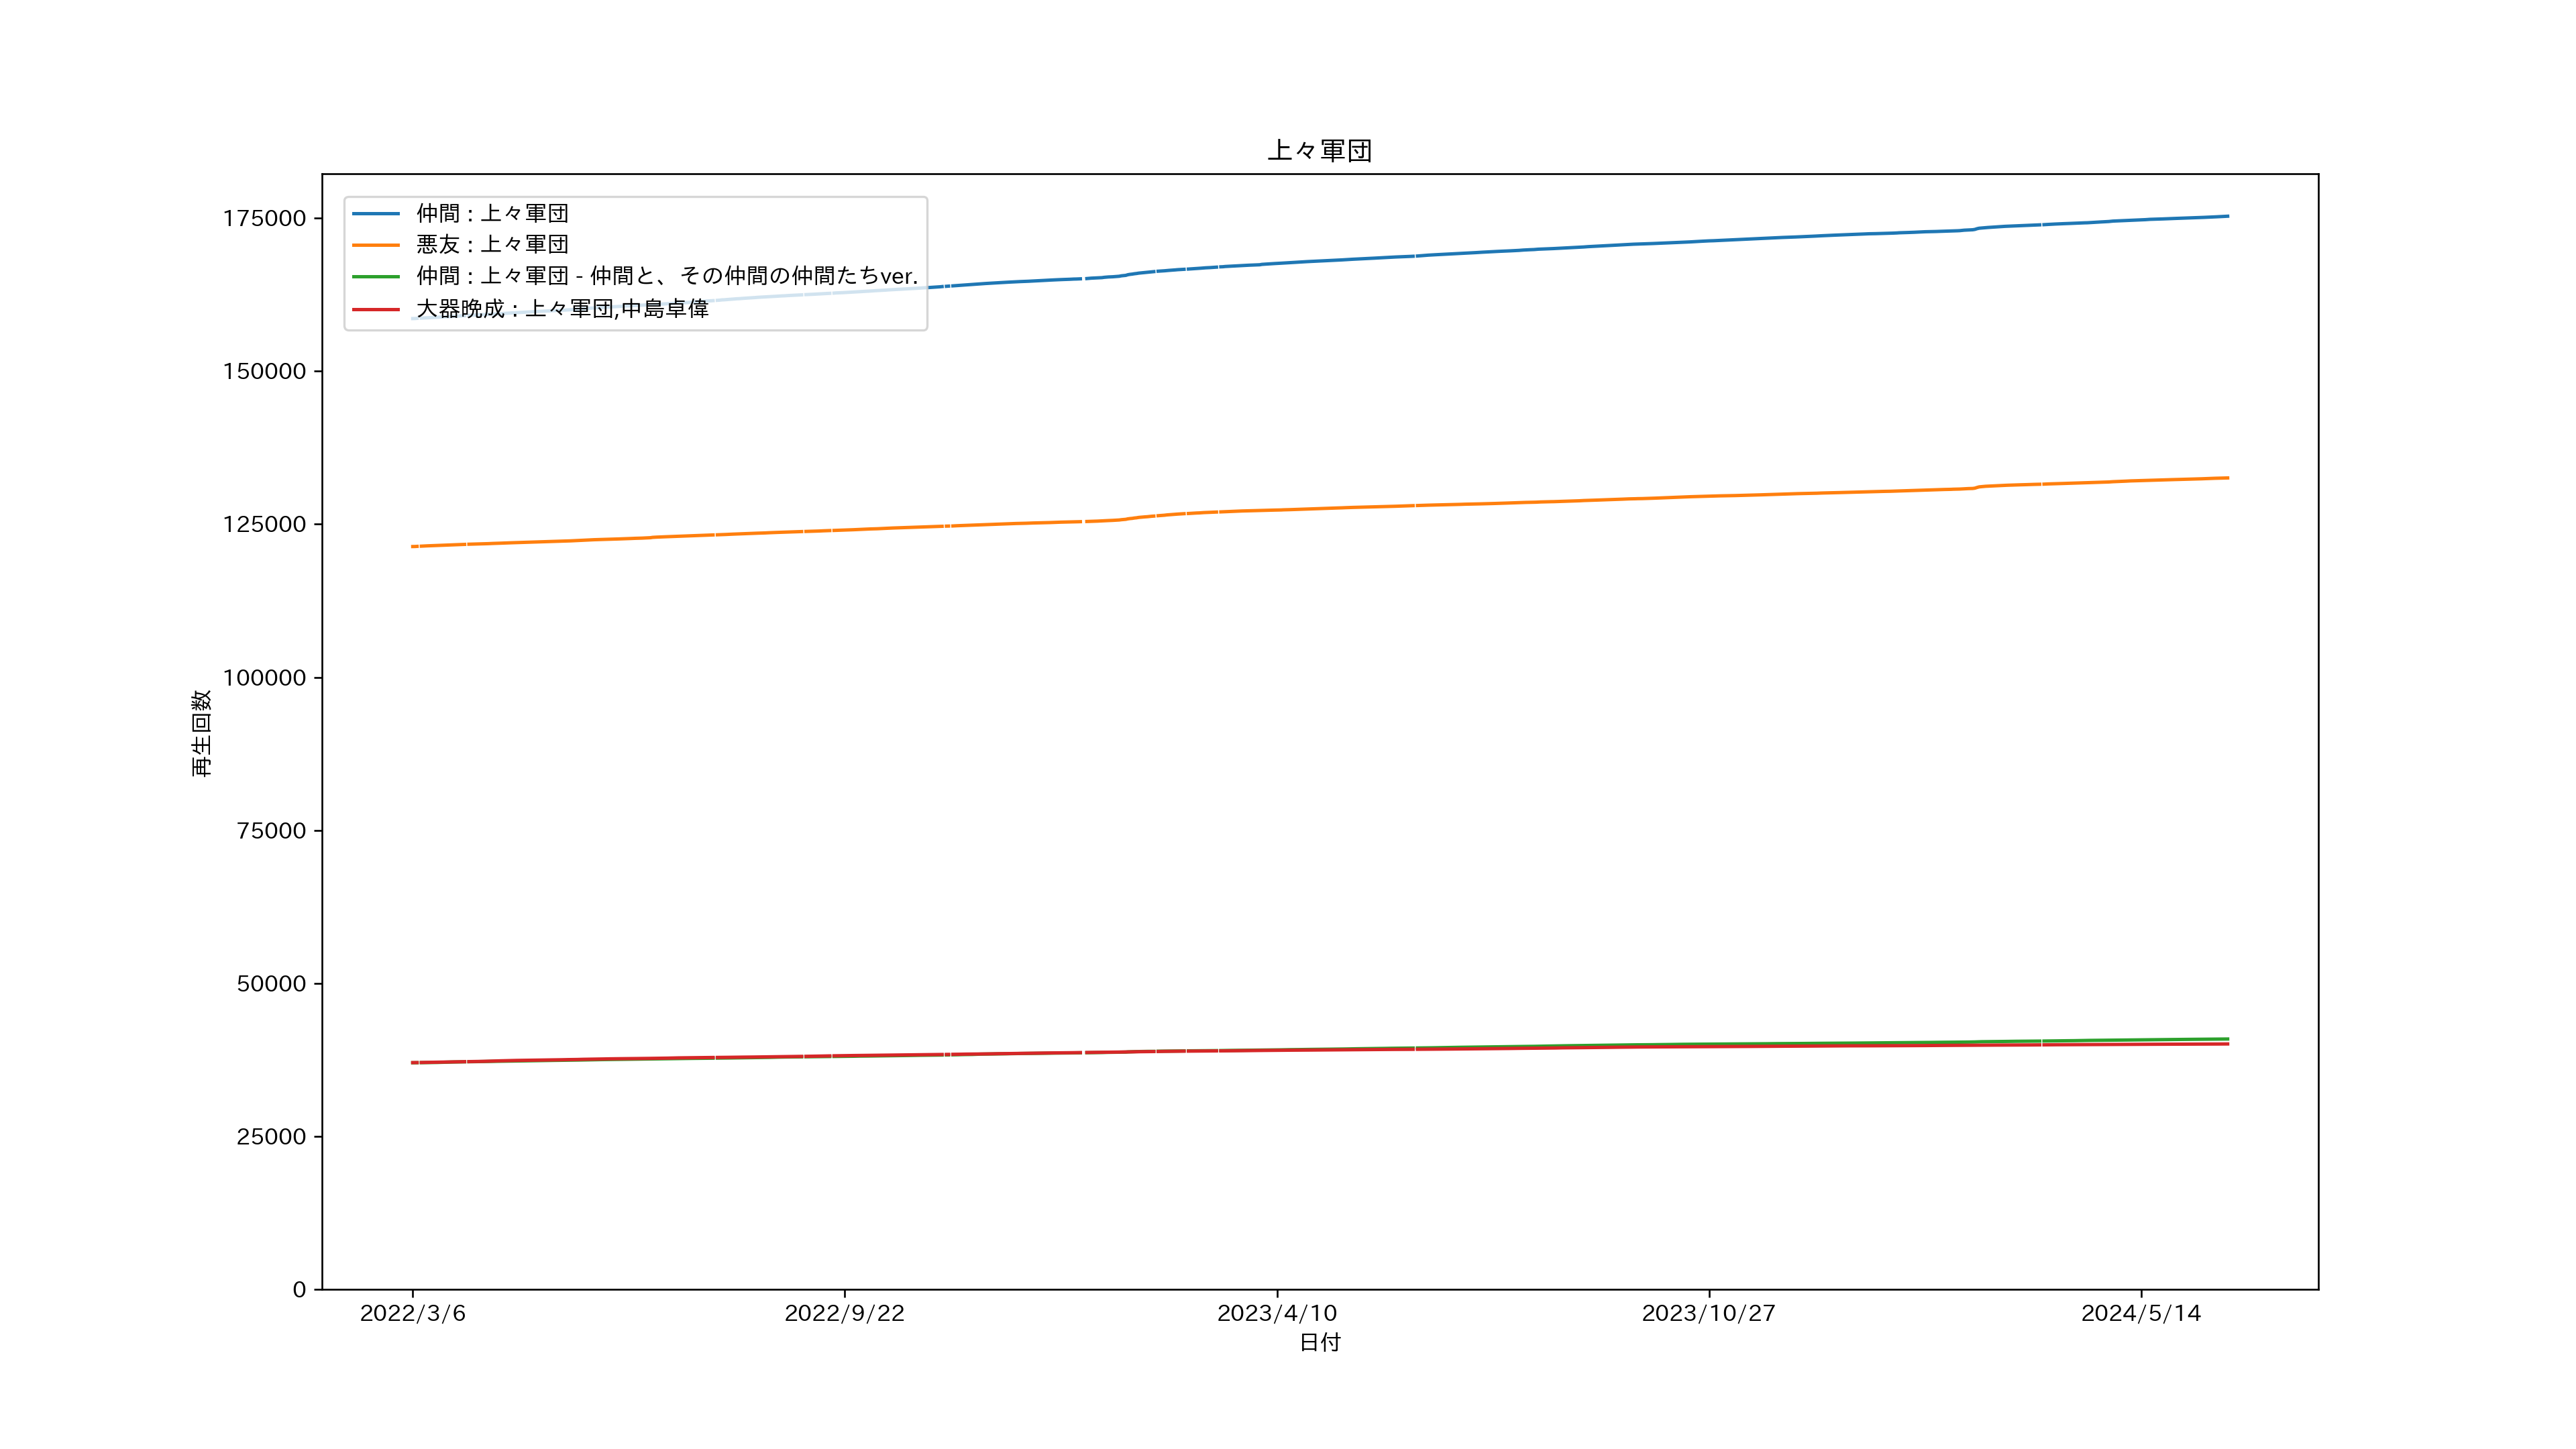 上々軍団
仲間 : 上々軍団
悪友 : 上々軍団
仲間 : 上々軍団 - 仲間と、その仲間の仲間たちver.
大器晩成 : 上々軍団,中島卓偉
175000
150000
125000
100000
75000
50000
25000
0
再生回数
2022/3/6 2022/9/22 2023/4/10 2023/10/27 2024/5/14
日付